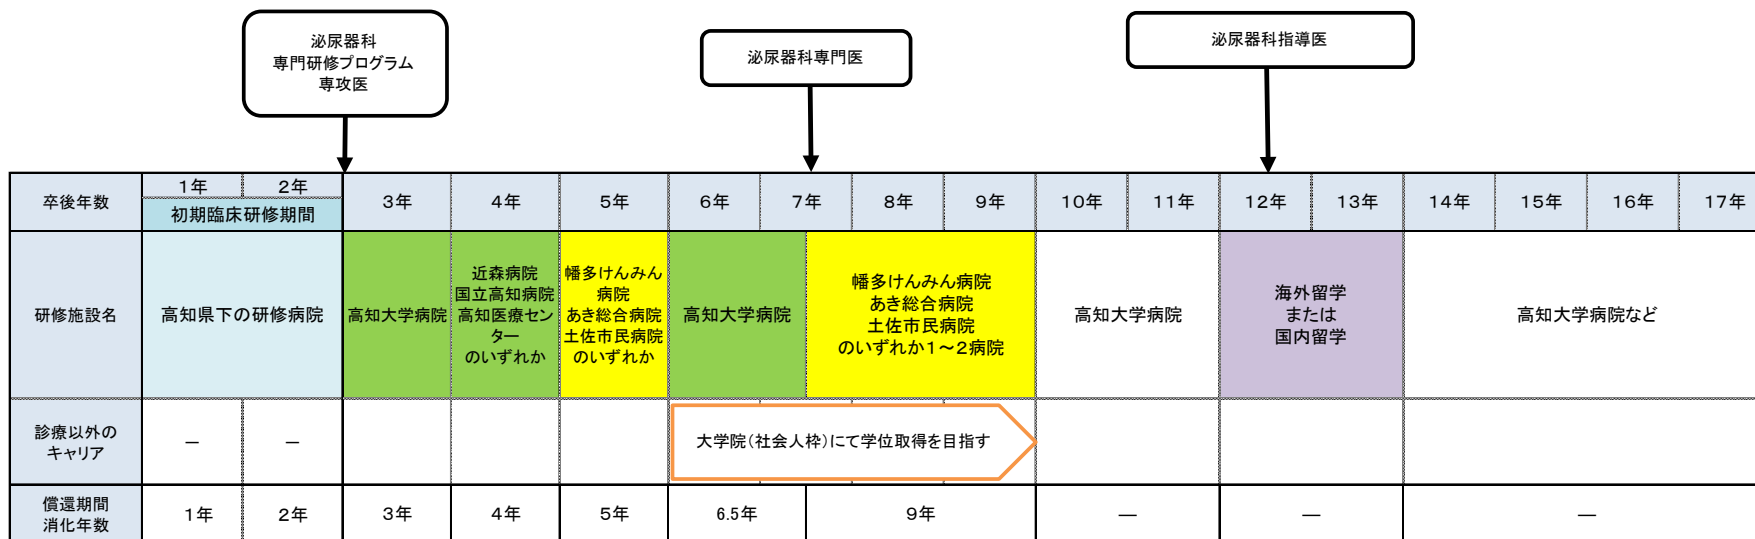 泌尿器科
専門研修プログラム
専攻医
泌尿器科専門医
泌尿器科指導医
卒後年数
1年
2年
初期臨床研修期間
3年
4年
5年
6年
7年
8年
9年
10年
11年
12年
13年
14年
15年
16年
17年
研修施設名
高知県下の研修病院
高知大学病院
近森病院
国立高知病院
高知医療セン
ター
のいずれか
幡多けんみん
病院
あき総合病院
土佐市民病院
のいずれか
高知大学病院
幡多けんみん病院
あき総合病院
土佐市民病院
のいずれか1～2病院
高知大学病院
海外留学
または
国内留学
高知大学病院など
診療以外の
キャリア
－
－
大学院(社会人枠)にて学位取得を目指す
償還期間
消化年数
1年
2年
3年
4年
5年
6.5年
9年
―
―
―